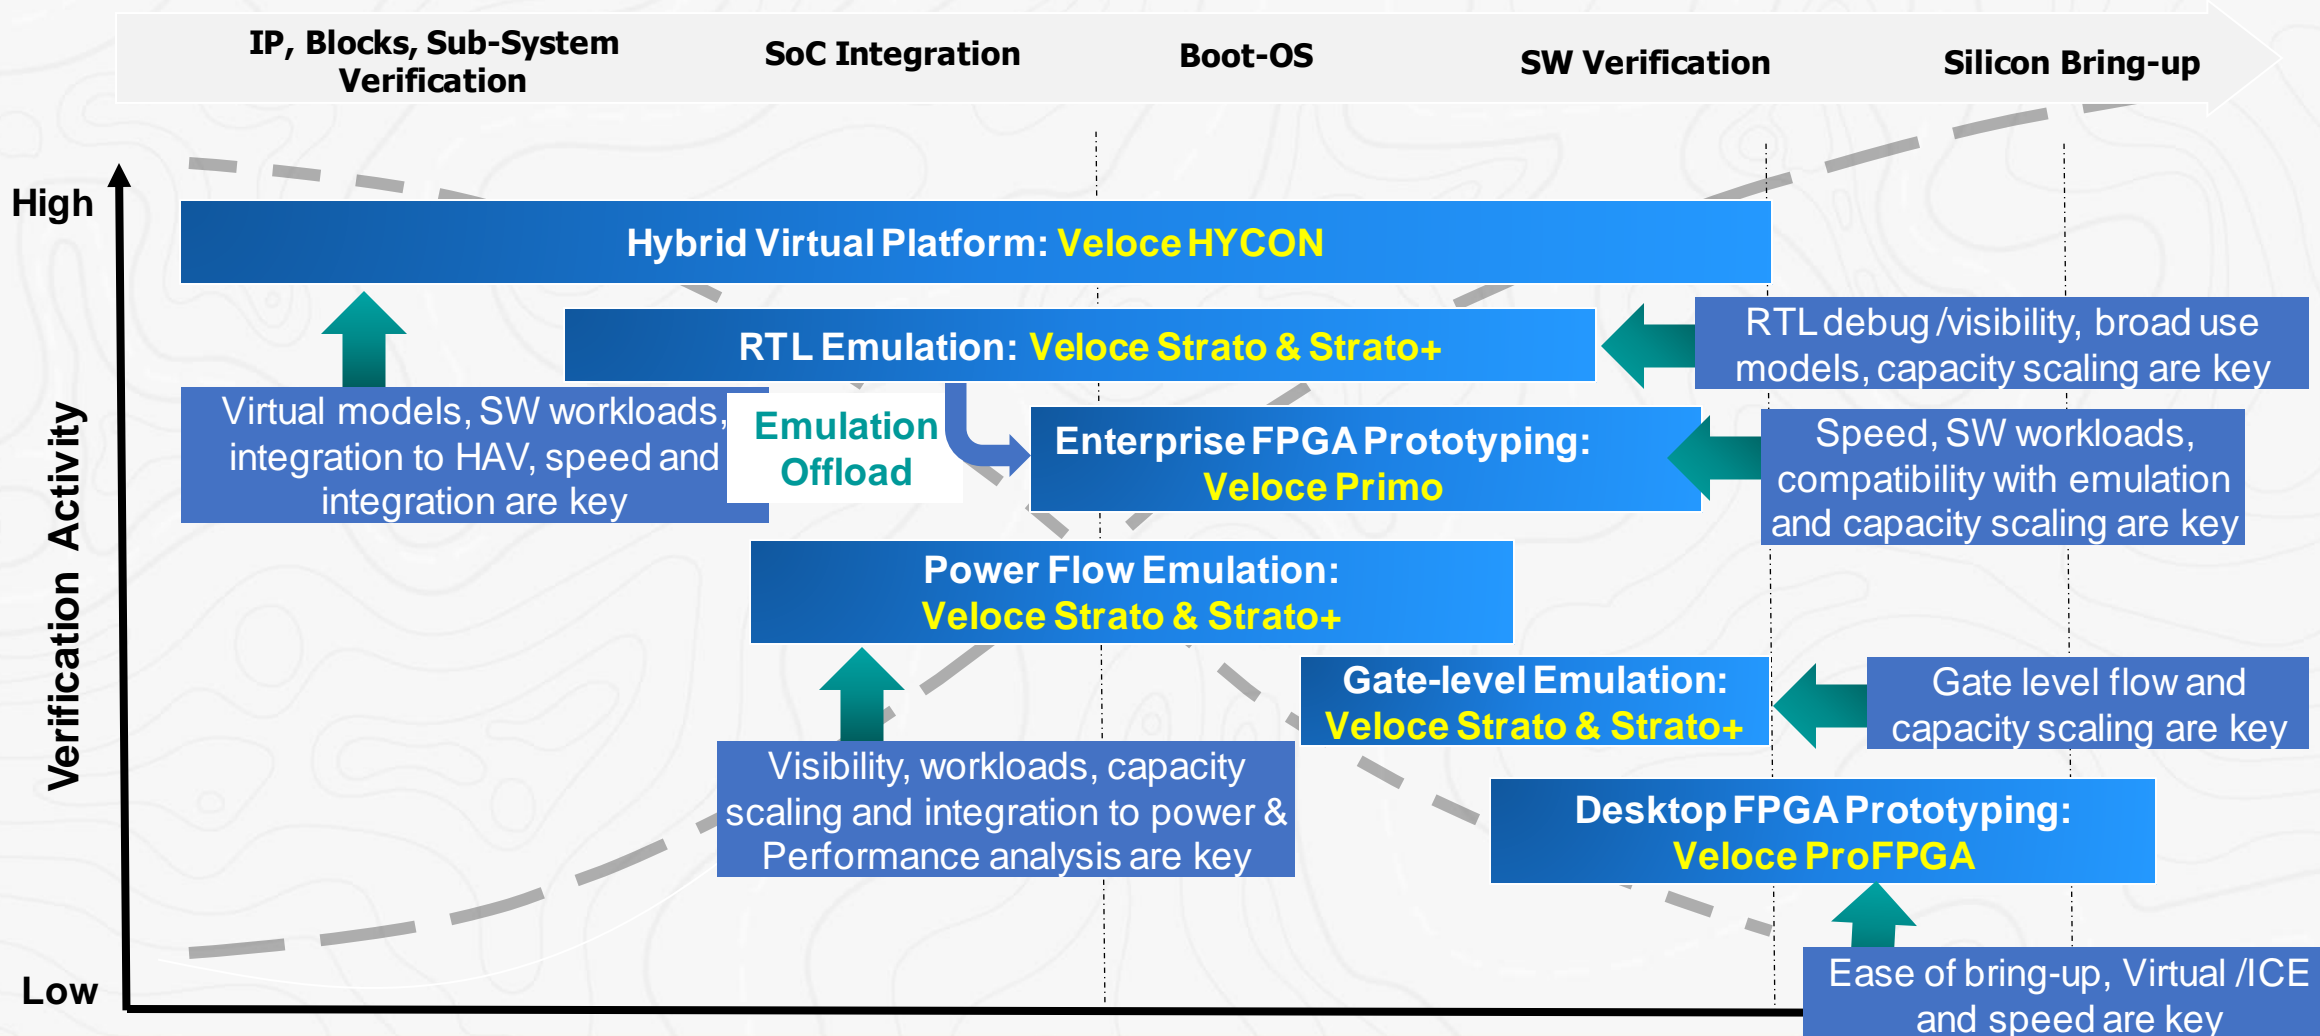 IP, Blocks, Sub-System
Verification
SoC Integration
Boot-OS
SW Verification
Silicon Bring-up
High
Verification Activity
Low
Hybrid Virtual Platform: Veloce HYCON
RTL Emulation: Veloce Strato & Strato+
RTL debug /visibility, broad use
models, capacity scaling are key
Virtual models, SW workloads,
integration to HAV, speed and
integration are key
Emulation
Offload
Enterprise FPGA Prototyping:
Veloce Primo
Speed, SW workloads,
compatibility with emulation
and capacity scaling are key
Power Flow Emulation:
Veloce Strato & Strato+
Gate-level Emulation:
Veloce Strato & Strato+
Gate level flow and
capacity scaling are key
Visibility, workloads, capacity
scaling and integration to power &
Performance analysis are key
Desktop FPGA Prototyping:
Veloce ProFPGA
Ease of bring-up, Virtual /ICE
and speed are key